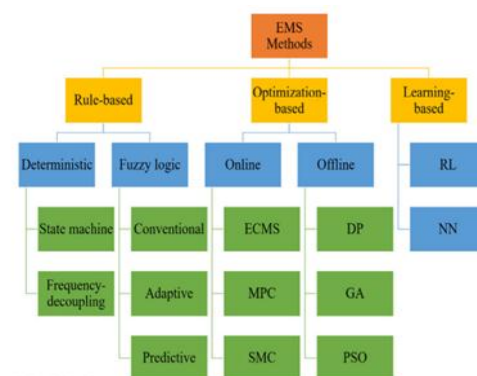 EMS
Methods
Rule-based
Optimization-
based
Learning-
based
Deterministic
Fuzzy logic
Online
Offline
RL
State machine
Conventional
ECMS
DP
NN
Frequency-
decoupling
Adaptive
MPC
GA
Predictive
SMC
PSO